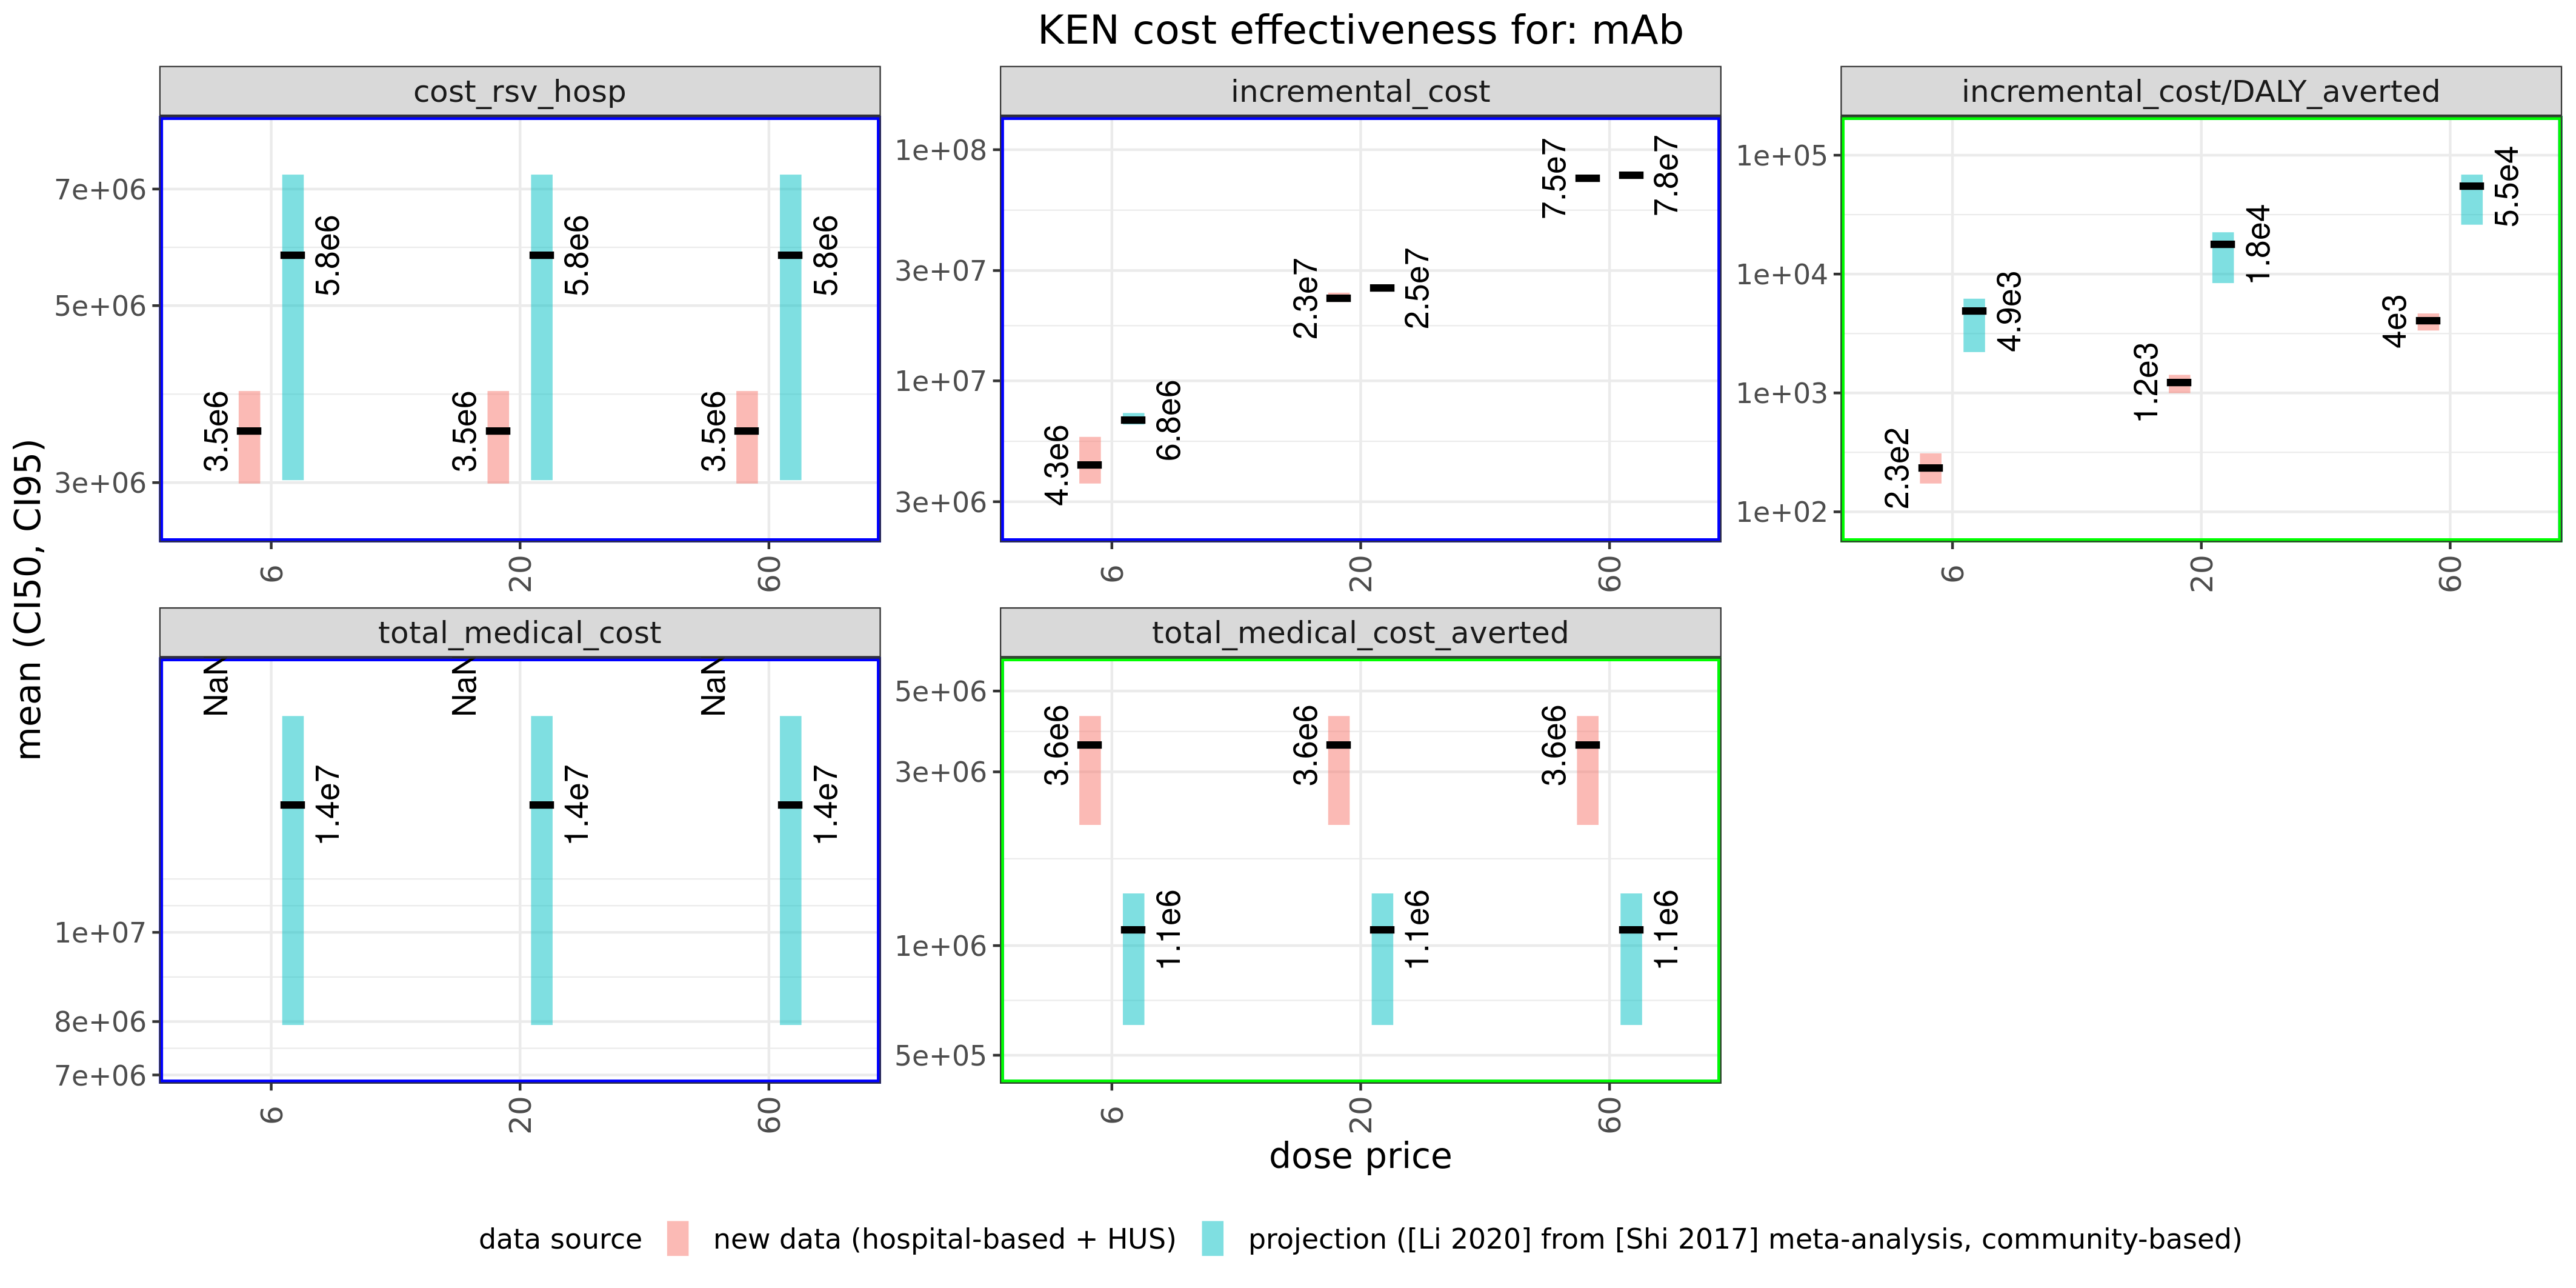 KEN cost effectiveness for: mAb
mean (CI50, CI95)
cost_rsv_hosp
7e+06
5e+06
3e+06
3.5e6
5.8e6
3.5e6
5.8e6
3.5e6
5.8e6
6
20
60
incremental_cost
1e+08
3e+07
1e+07
3e+06
4.3e6
6.8e6
2.3e7
2.5e7
7.5e7
7.8e7
6
20
60
incremental_cost/DALY_averted
1e+05
1e+04
1e+03
1e+02
2.3e2
4.9e3
1.2e3
1.8e4
4e3
5.5e4
6
20
60
total_medical_cost
1e+07
8e+06
7e+06
NaN
1.4e7
NaN
1.4e7
NaN
1.4e7
6
20
60
total_medical_cost_averted
5e+06
3e+06
1e+06
5e+05
3.6e6
1.1e6
3.6e6
1.1e6
3.6e6
1.1e6
6
20
60
dose price
data source new data (hospital-based + HUS) projection ([Li 2020] from [Shi 2017] meta-analysis, community-based)